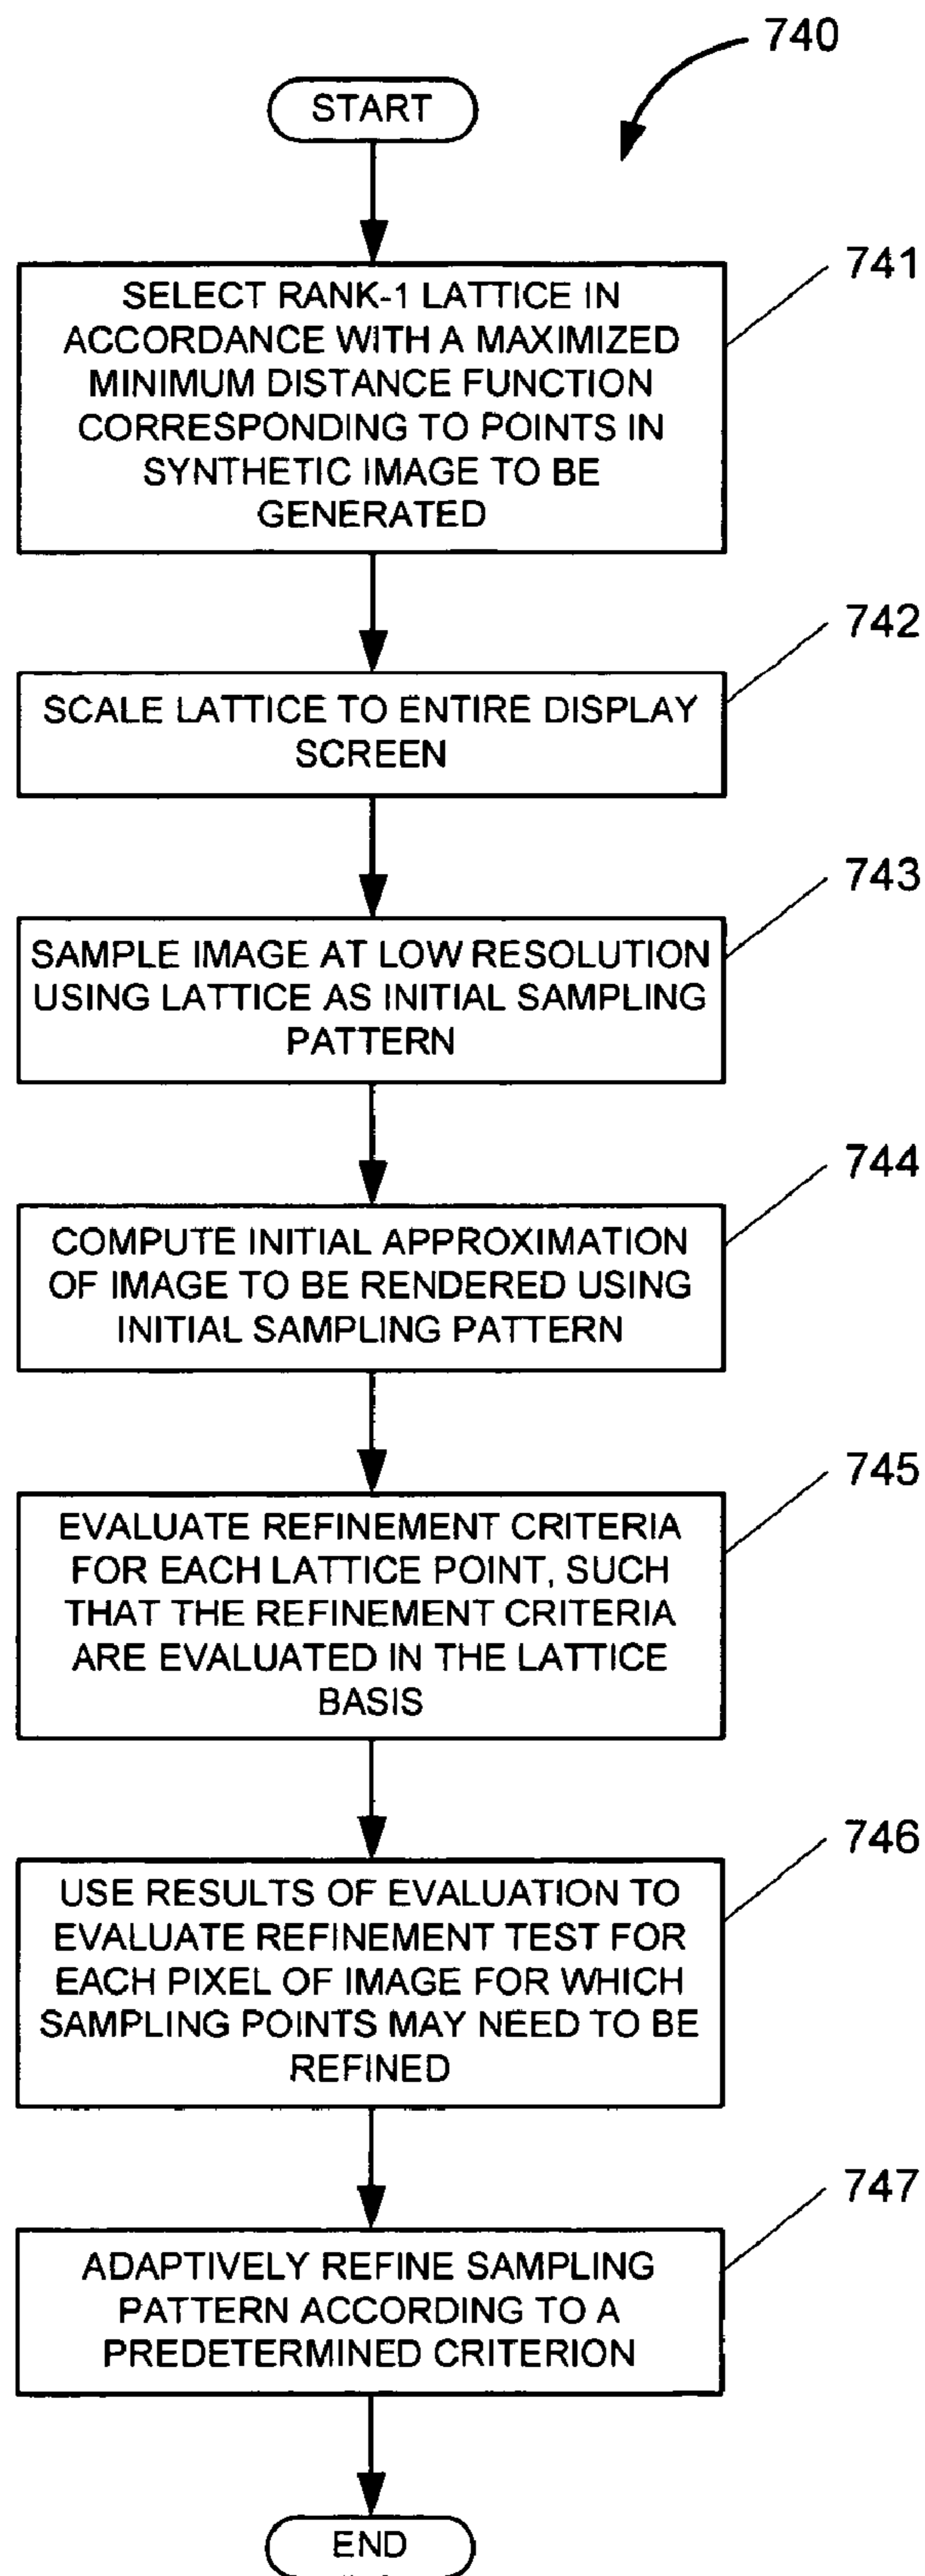 740
START
741
SELECT RANK-1 LATTICE IN
ACCORDANCE WITH A MAXIMIZED
MINIMUM DISTANCE FUNCTION
CORRESPONDING TO POINTS IN
SYNTHETIC IMAGE TO BE
GENERATED
742
SCALE LATTICE TO ENTIRE DISPLAY
SCREEN
743
SAMPLE IMAGE AT LOW RESOLUTION
USING LATTICE AS INITIAL SAMPLING
PATTERN
744
COMPUTE INITIAL APPROXIMATION
OF IMAGE TO BE RENDERED USING
INITIAL SAMPLING PATTERN
745
EVALUATE REFINEMENT CRITERIA
FOR EACH LATTICE POINT, SUCH
THAT THE REFINEMENT CRITERIA
ARE EVALUATED IN THE LATTICE
BASIS
746
USE RESULTS OF EVALUATION TO
EVALUATE REFINEMENT TEST FOR
EACH PIXEL OF IMAGE FOR WHICH
SAMPLING POINTS MAY NEED TO BE
REFINED
747
ADAPTIVELY REFINE SAMPLING
PATTERN ACCORDING TO A
PREDETERMINED CRITERION
END